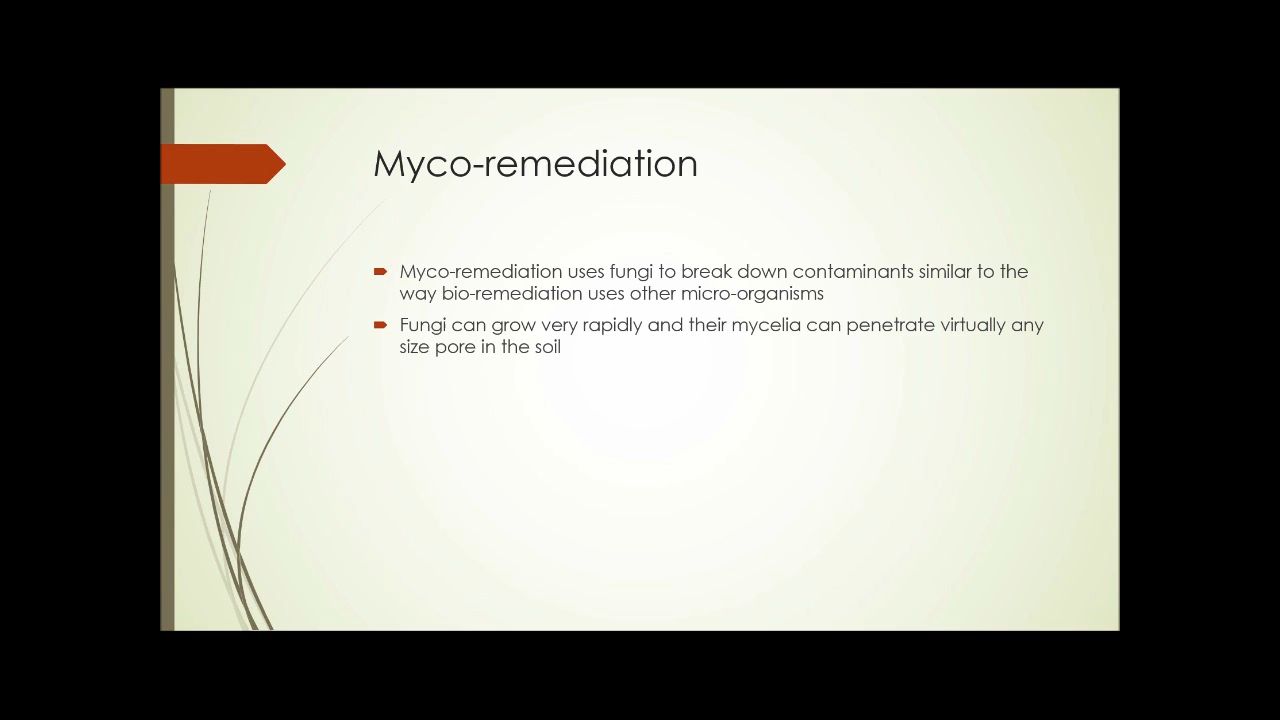 Myco-remediation
Myco-remediation uses fungi to break down contaminants similar to the
way bio-remediation uses other micro-organisms
Fungi can grow very rapidly and their mycelia can penetrate virtually any
size pore in the soil